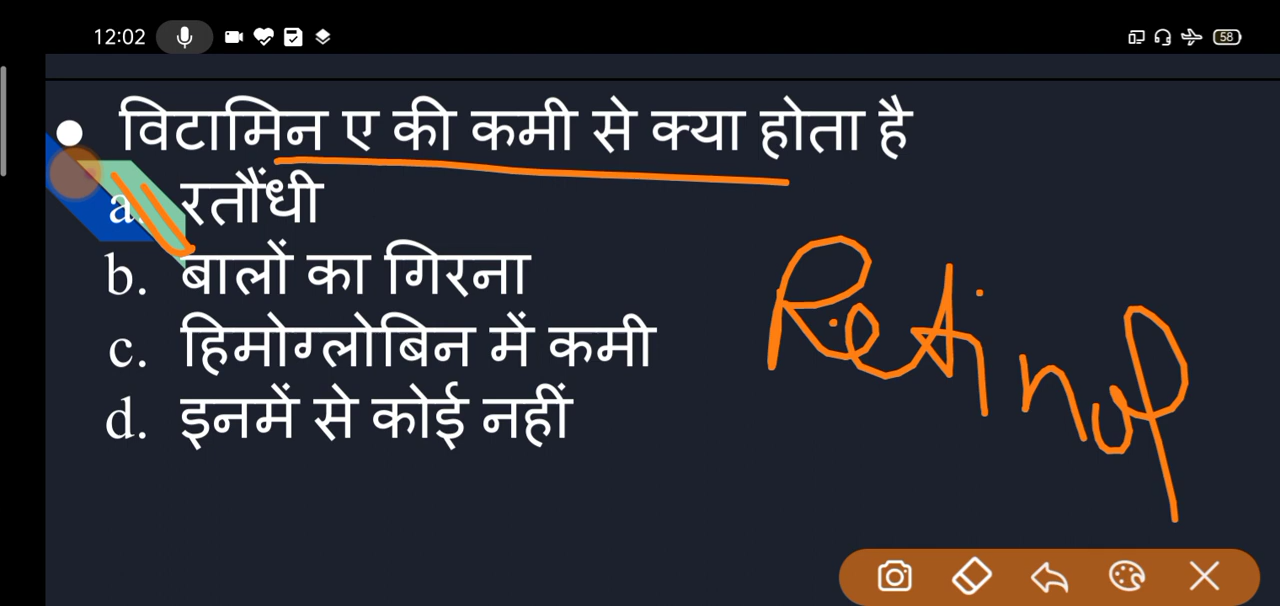 12:02
58
विटामिन ए की कमी से क्या होता है
a. रतौंधी
b. बालों का गिरना
c. हिमोग्लोबिन में कमी
d. इनमें से कोई नहीं
Retinol